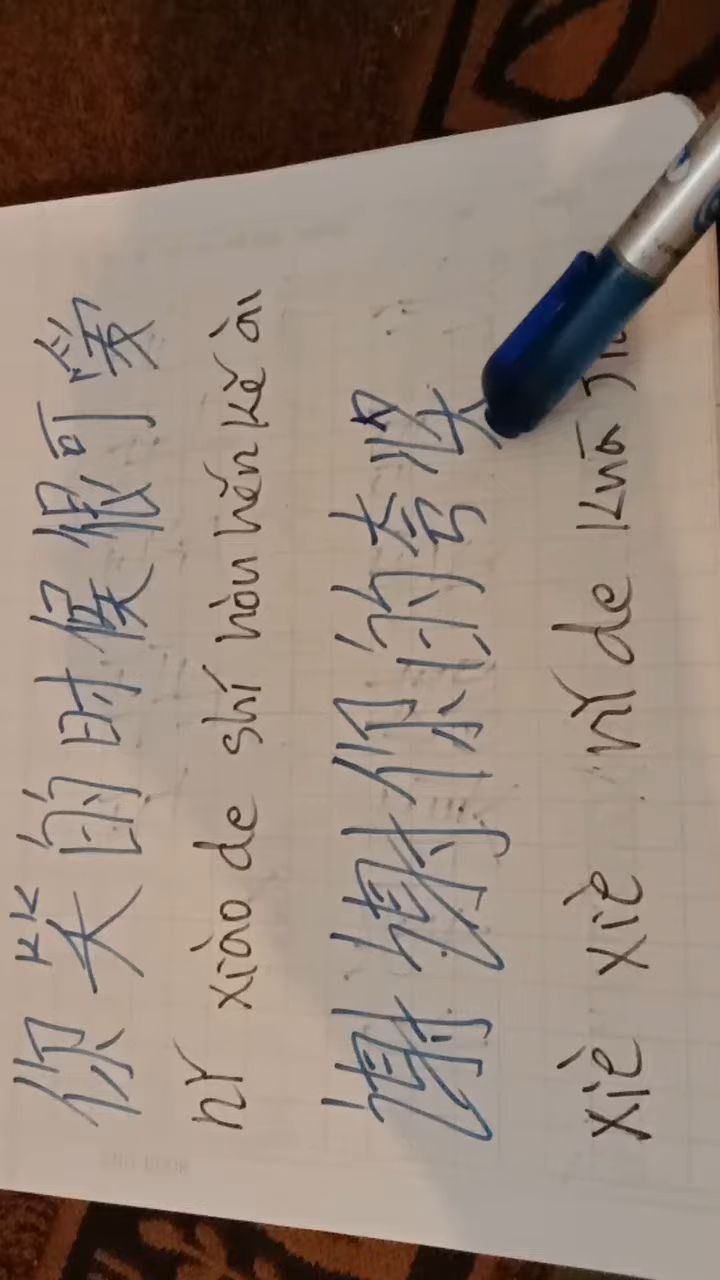 你笑的时候很可爱
nǐ xiào de shí hòu hěn kě ài
谢谢你的夸奖
xiè xiè nǐ de kuā